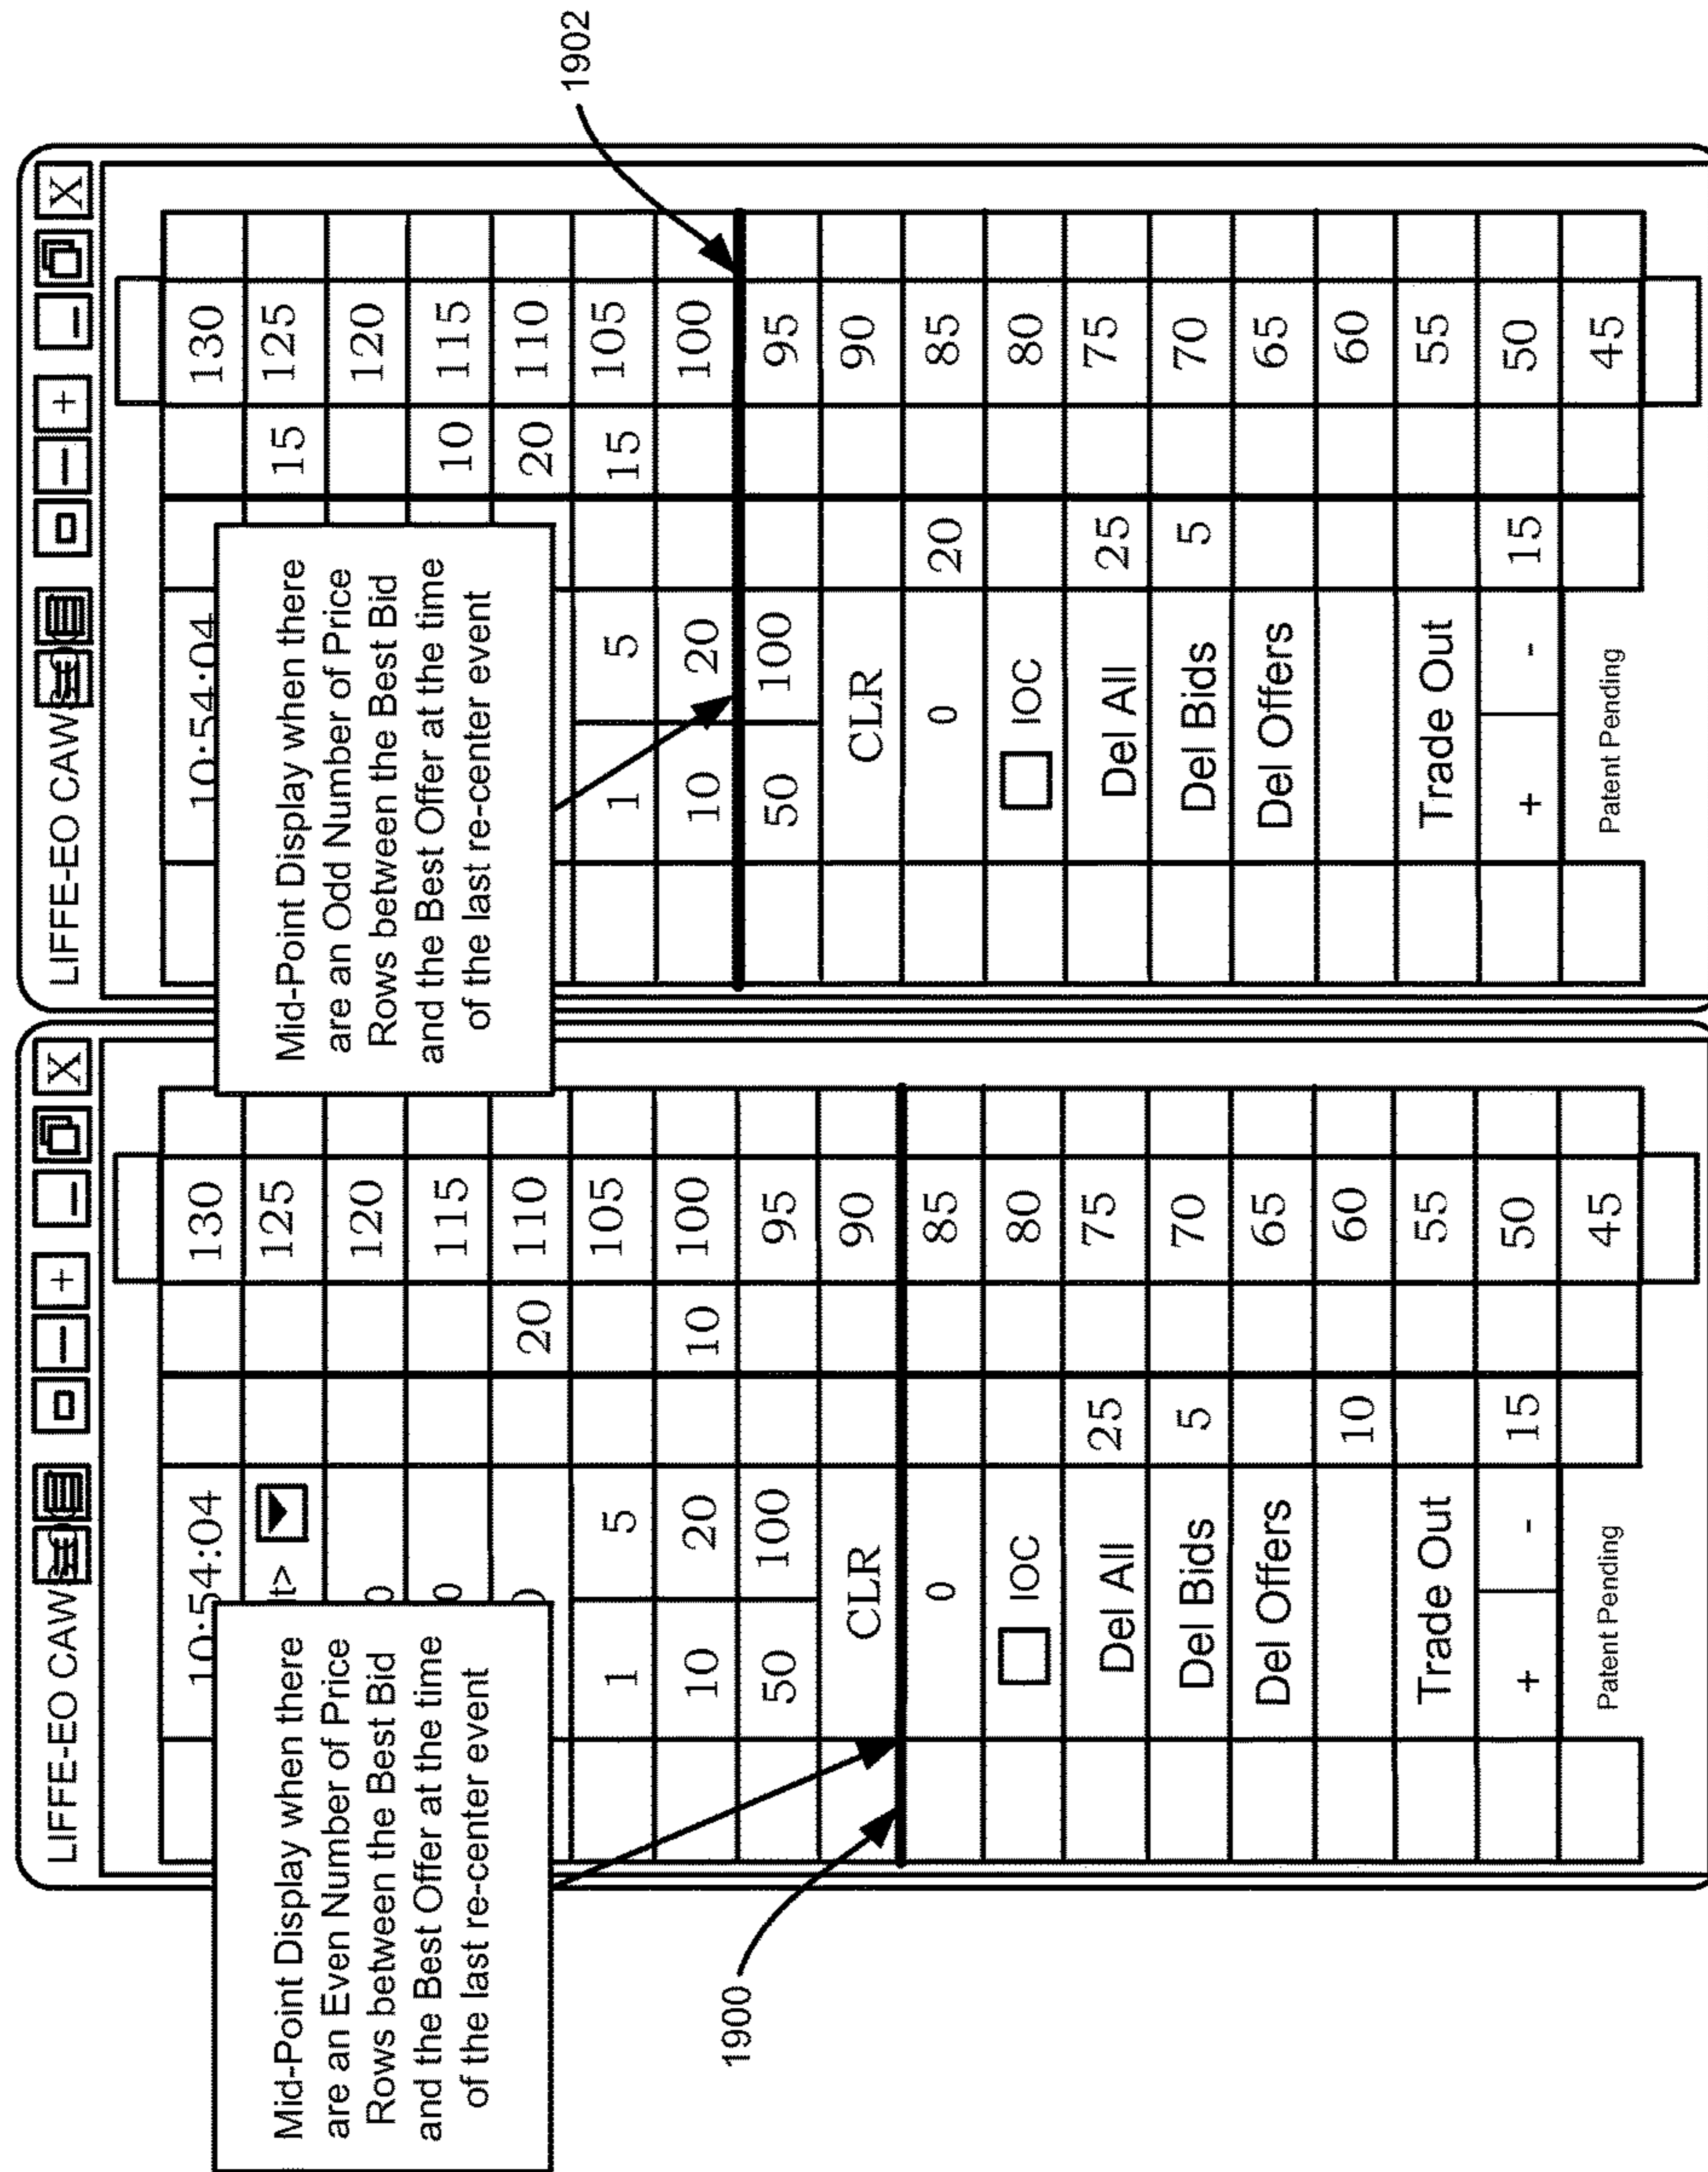 LIFFE-EO CAW _ + X
10:54:04 130
t> 125
0 120
0 115
20 110
Mid-Point Display when there
are an Even Number of Price
Rows between the Best Bid
and the Best Offer at the time
of the last re-center event
1 5 105
10 20 10 100
50 100 95
CLR 90
0 85
IOC 80
Del All 25 75
Del Bids 5 70
Del Offers 65
10 60
Trade Out 55
+ - 15 50
Patent Pending 45
1900
LIFFE-EO CAW _ + X
10:54:04 130
15 125
120
10 115
20 110
Mid-Point Display when there
are an Odd Number of Price
Rows between the Best Bid
and the Best Offer at the time
of the last re-center event
1 5 15 105
10 20 100
50 100 95
CLR 90
0 20 85
IOC 80
Del All 25 75
Del Bids 5 70
Del Offers 65
60
Trade Out 55
+ - 15 50
Patent Pending 45
1902